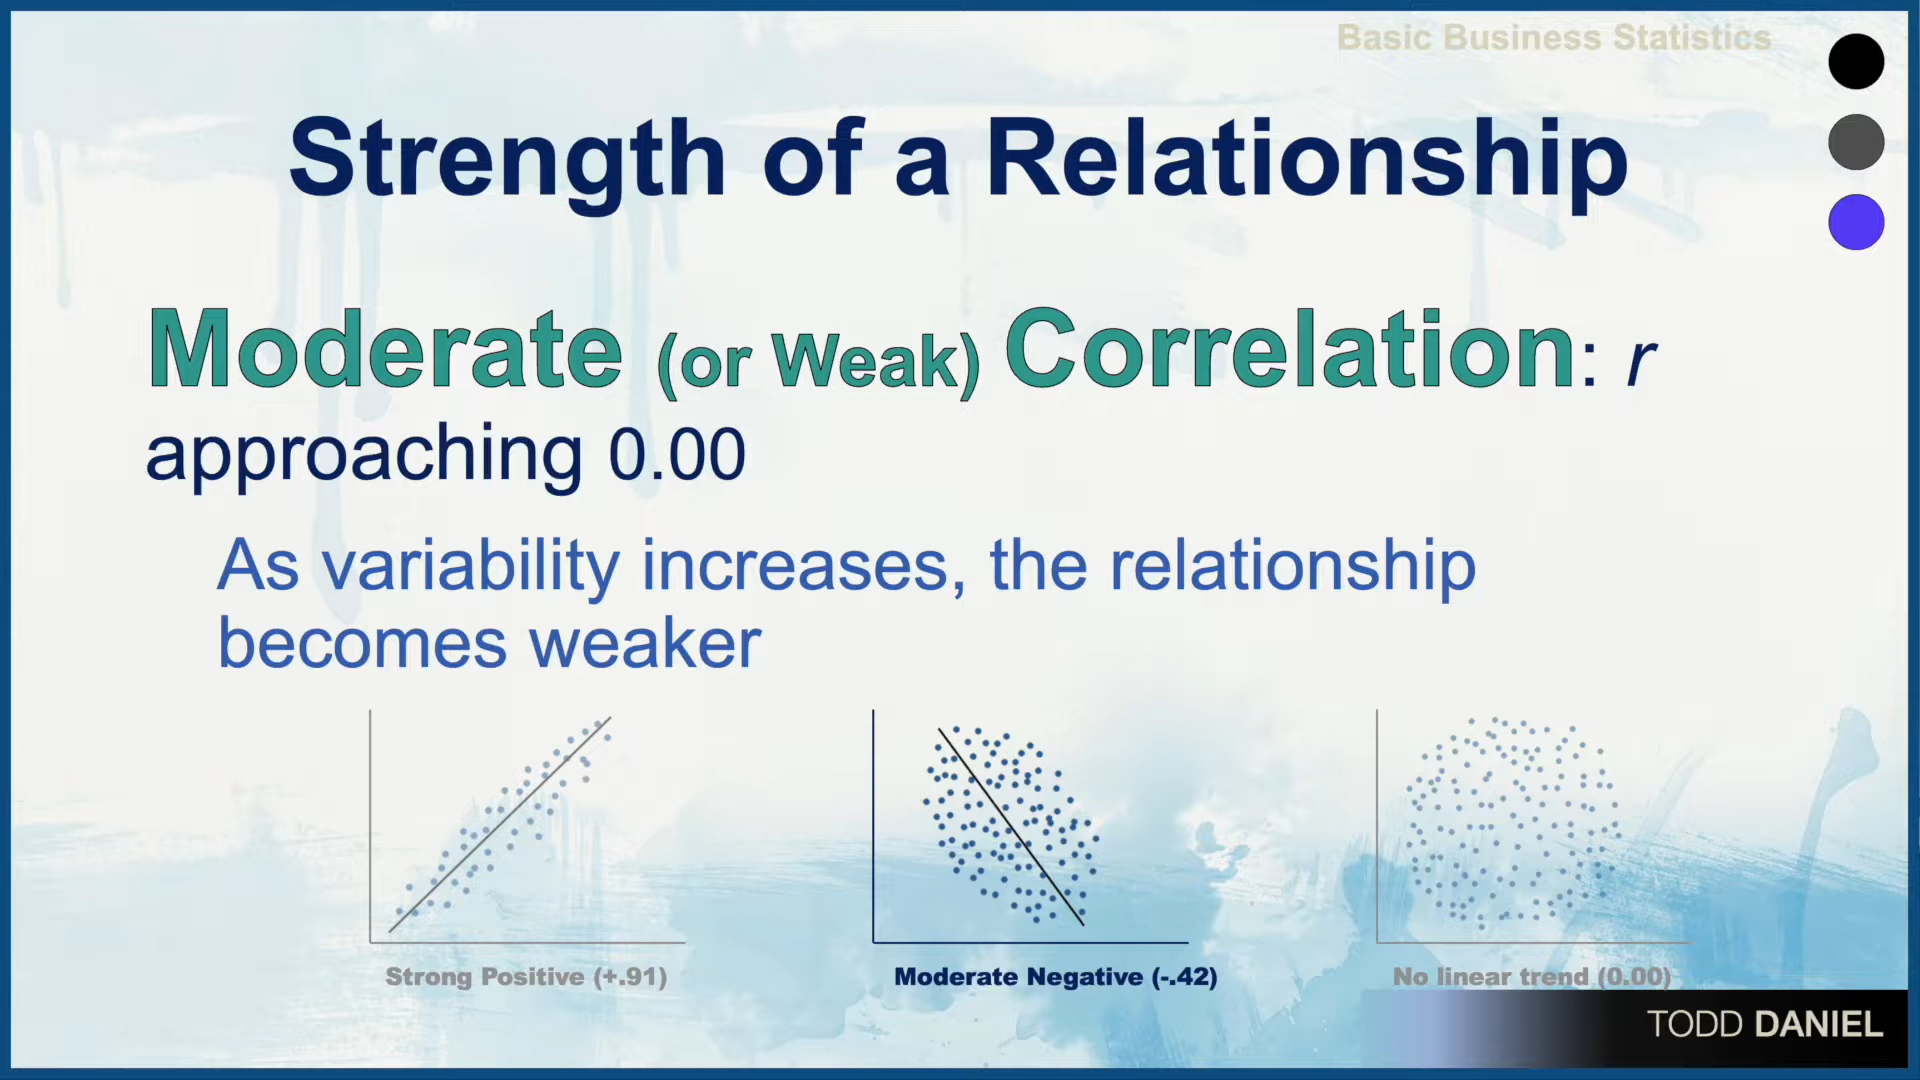 Basic Business Statistics
Strength of a Relationship
Moderate (or Weak) Correlation: r
approaching 0.00
As variability increases, the relationship
becomes weaker
Strong Positive (+.91)
Moderate Negative (-.42)
No linear trend (0.00)
TODD DANIEL